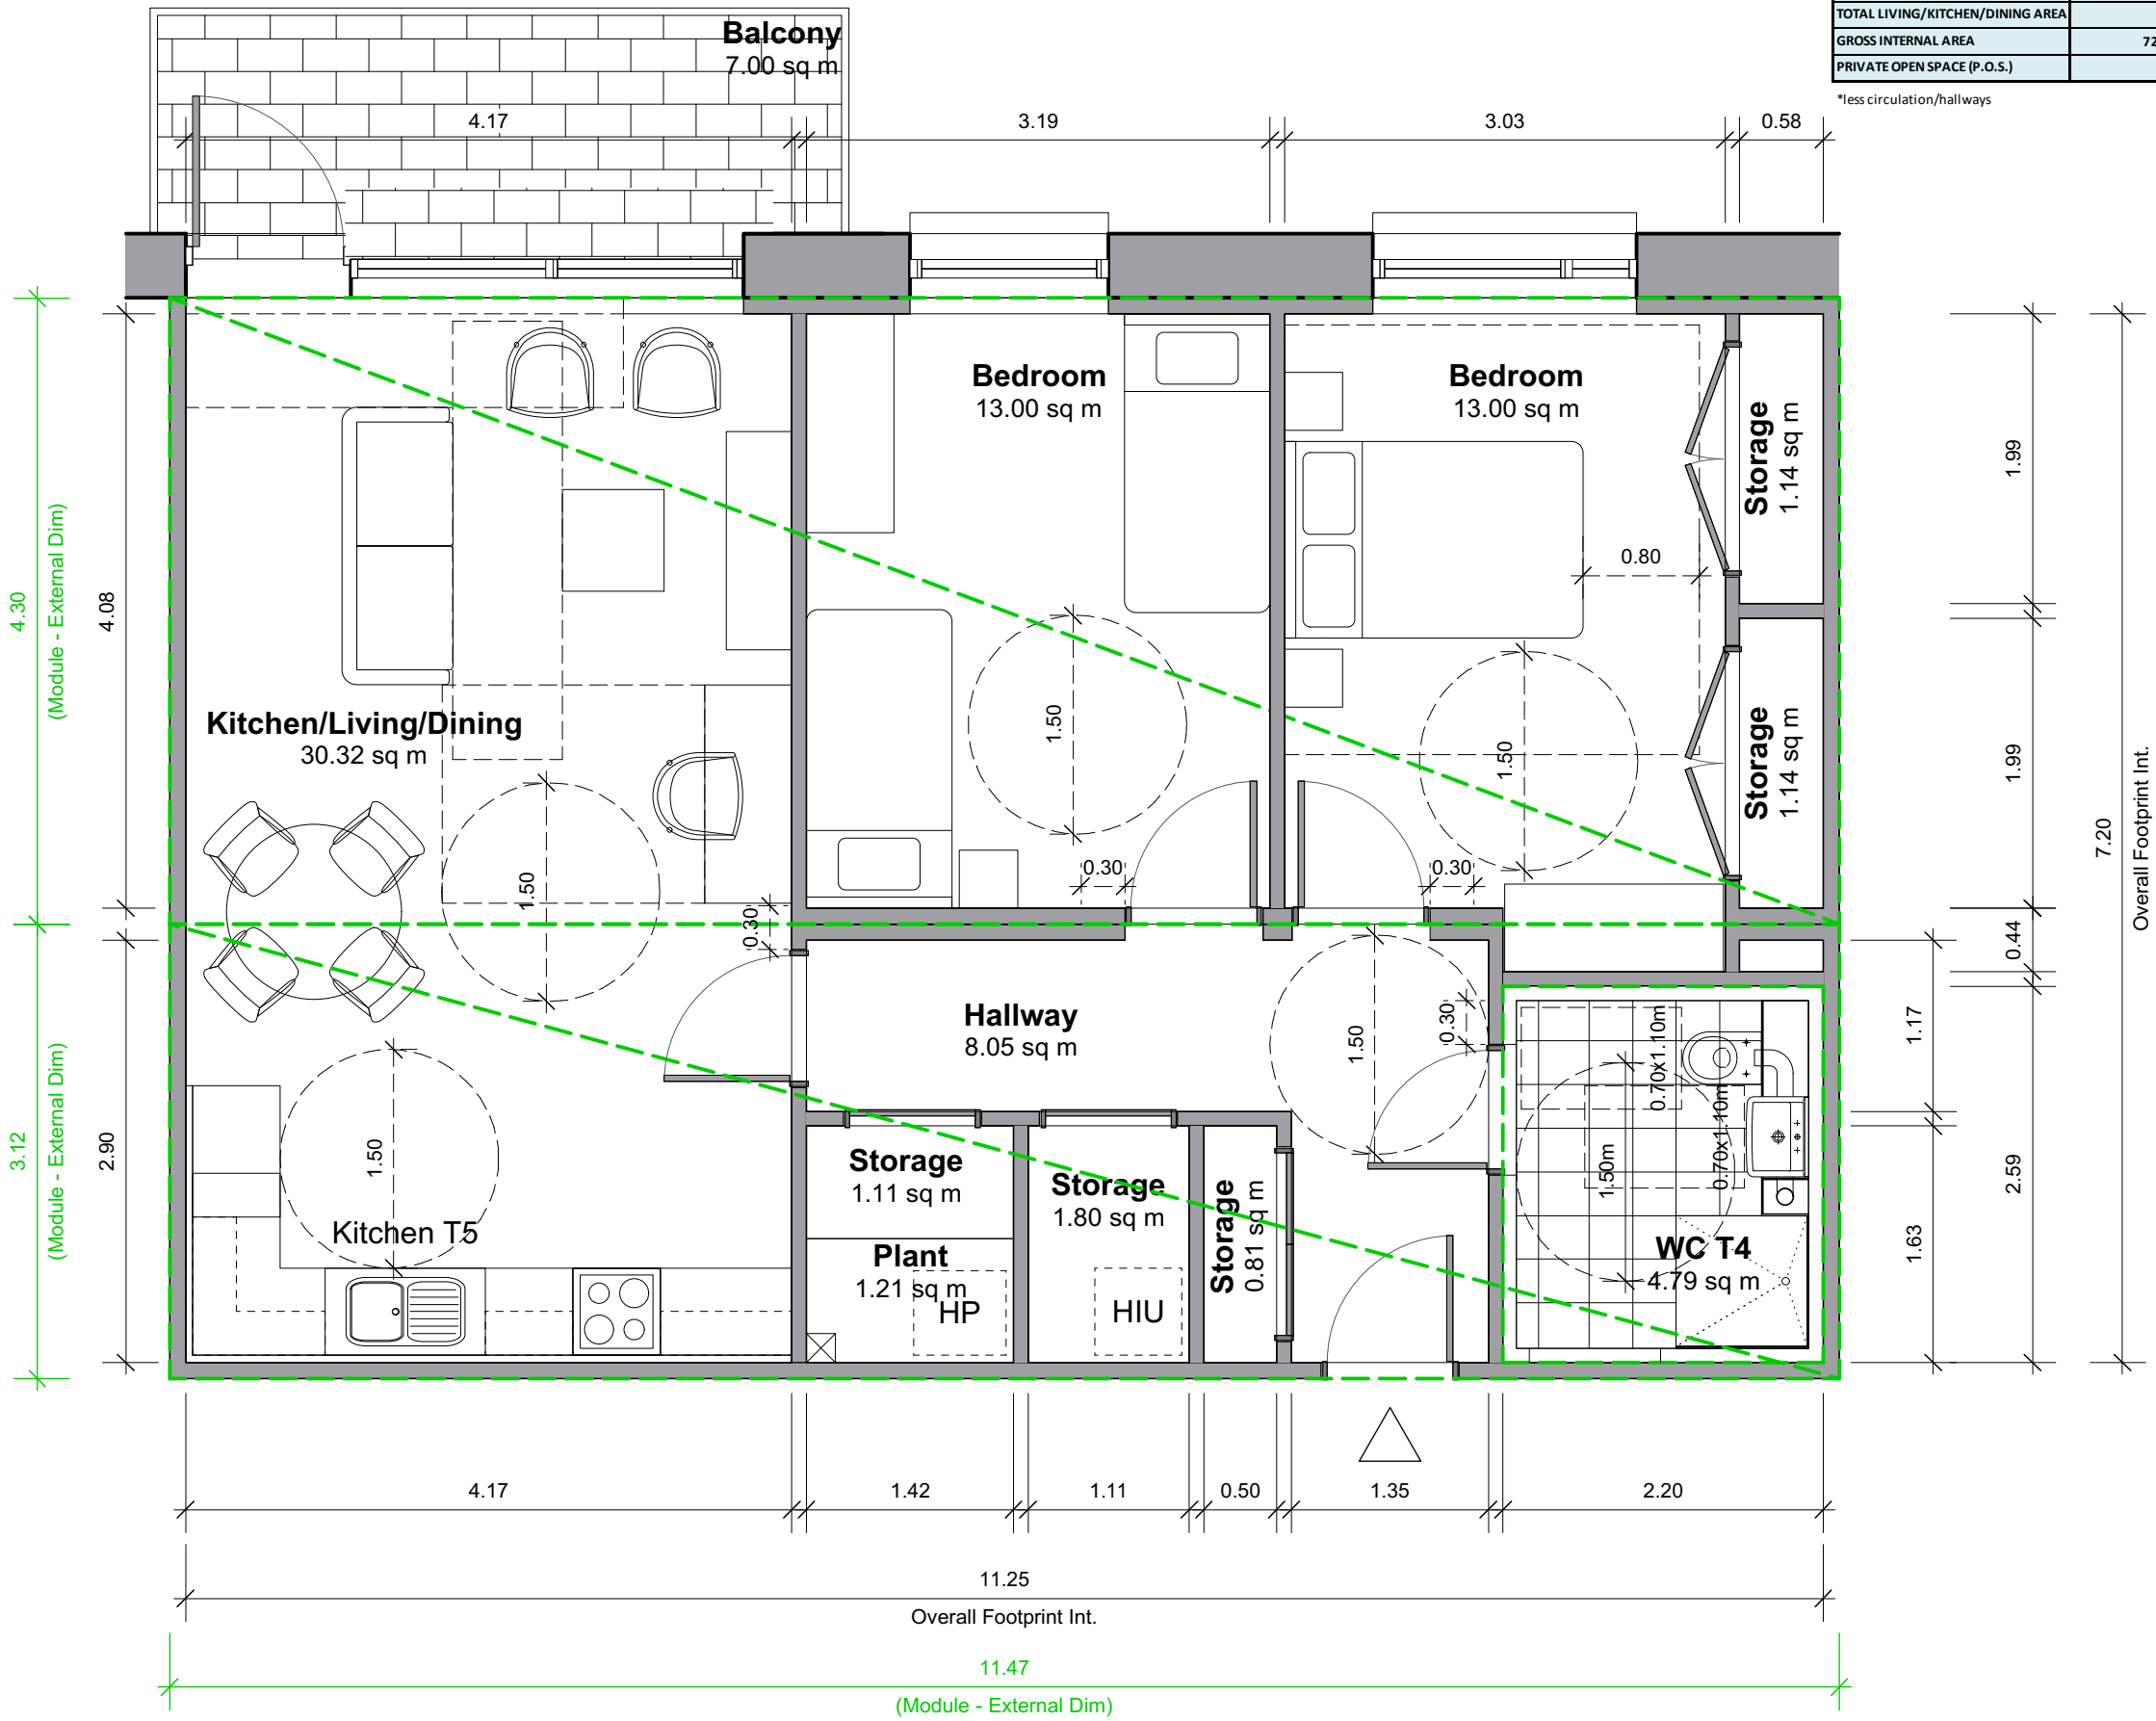 TOTAL LIVING/KITCHEN/DINING AREA
GROSS INTERNAL AREA 72
PRIVATE OPEN SPACE (P.O.S.)
*less circulation/hallways
Balcony
7.00 sq m
4.17
3.19
3.03
0.58
Bedroom
13.00 sq m
Bedroom
13.00 sq m
Storage
1.14 sq m
Storage
1.14 sq m
0.80
1.50
1.50
0.30
0.30
Kitchen/Living/Dining
30.32 sq m
1.50
0.30
4.30
(Module - External Dim)
4.08
3.12
(Module - External Dim)
2.90
1.99
1.99
0.44
2.59
1.17
1.63
7.20
Overall Footprint Int.
Hallway
8.05 sq m
1.50
0.30
1.50
Kitchen T5
Storage
1.11 sq m
Plant
1.21 sq m
HP
Storage
1.80 sq m
HIU
Storage
0.81 sq m
0.70x1.10m
0.70x1.10m
1.50m
WC T4
4.79 sq m
4.17
1.42
1.11
0.50
1.35
2.20
11.25
Overall Footprint Int.
11.47
(Module - External Dim)